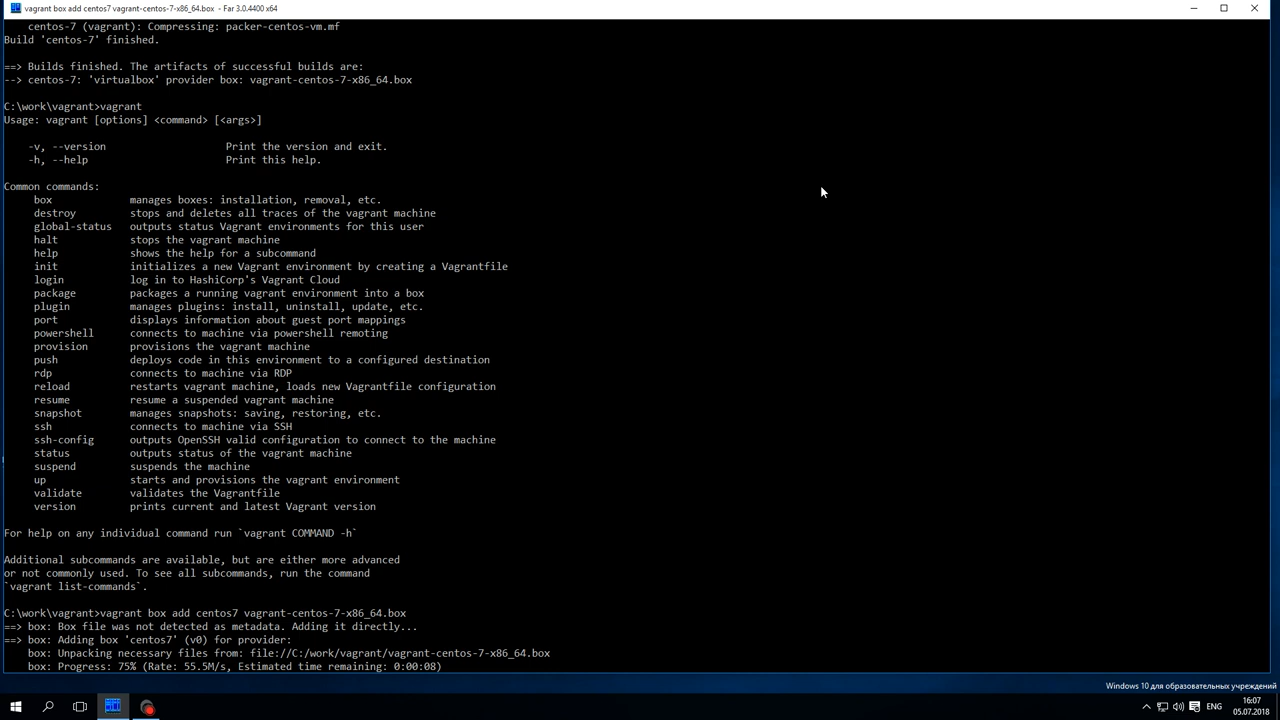 vagrant box add centos7 vagrant-centos-7-x86_64.box - Far 3.0.4400 x64
centos-7 (vagrant): Compressing: packer-centos-vm.mf
Build 'centos-7' finished.
==> Builds finished. The artifacts of successful builds are:
--> centos-7: 'virtualbox' provider box: vagrant-centos-7-x86_64.box
C:\work\vagrant>vagrant
Usage: vagrant [options] <command> [<args>]
-v, --version Print the version and exit.
-h, --help Print this help.
Common commands:
box manages boxes: installation, removal, etc.
destroy stops and deletes all traces of the vagrant machine
global-status outputs status Vagrant environments for this user
halt stops the vagrant machine
help shows the help for a subcommand
init initializes a new Vagrant environment by creating a Vagrantfile
login log in to HashiCorp's Vagrant Cloud
package packages a running vagrant environment into a box
plugin manages plugins: install, uninstall, update, etc.
port displays information about guest port mappings
powershell connects to machine via powershell remoting
provision provisions the vagrant machine
push deploys code in this environment to a configured destination
rdp connects to machine via RDP
reload restarts vagrant machine, loads new Vagrantfile configuration
resume resume a suspended vagrant machine
snapshot manages snapshots: saving, restoring, etc.
ssh connects to machine via SSH
ssh-config outputs OpenSSH valid configuration to connect to the machine
status outputs status of the vagrant machine
suspend suspends the machine
up starts and provisions the vagrant environment
validate validates the Vagrantfile
version prints current and latest Vagrant version
For help on any individual command run `vagrant COMMAND -h`
Additional subcommands are available, but are either more advanced
or not commonly used. To see all subcommands, run the command
`vagrant list-commands`.
C:\work\vagrant>vagrant box add centos7 vagrant-centos-7-x86_64.box
==> box: Box file was not detected as metadata. Adding it directly...
==> box: Adding box 'centos7' (v0) for provider:
box: Unpacking necessary files from: file://C:/work/vagrant/vagrant-centos-7-x86_64.box
box: Progress: 75% (Rate: 55.5M/s, Estimated time remaining: 0:00:08)
Windows 10 для образовательных учреждений
ENG
16:07
05.07.2018